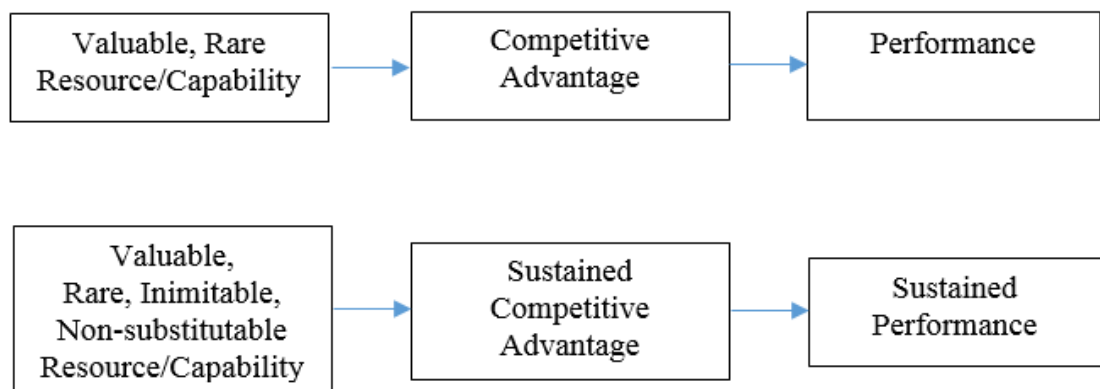 Valuable, Rare
Resource/Capability
Competitive
Advantage
Performance
Valuable,
Rare, Inimitable,
Non-substitutable
Resource/Capability
Sustained
Competitive
Advantage
Sustained
Performance